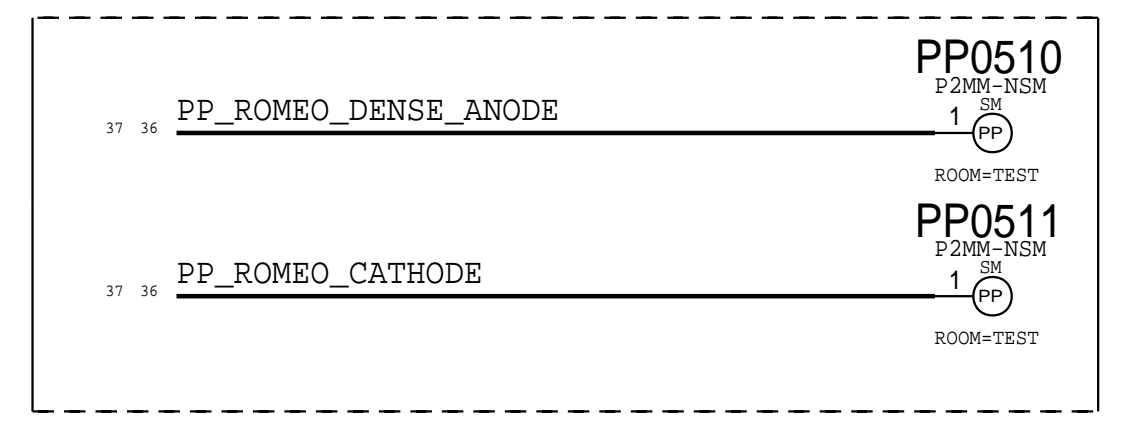 PP0510
P2MM-NSM
SM
PP_ROMEO_DENSE_ANODE
1
37 36
PP
ROOM=TEST
PP0511
P2MM-NSM
SM
PP_ROMEO_CATHODE
1
37 36
PP
ROOM=TEST